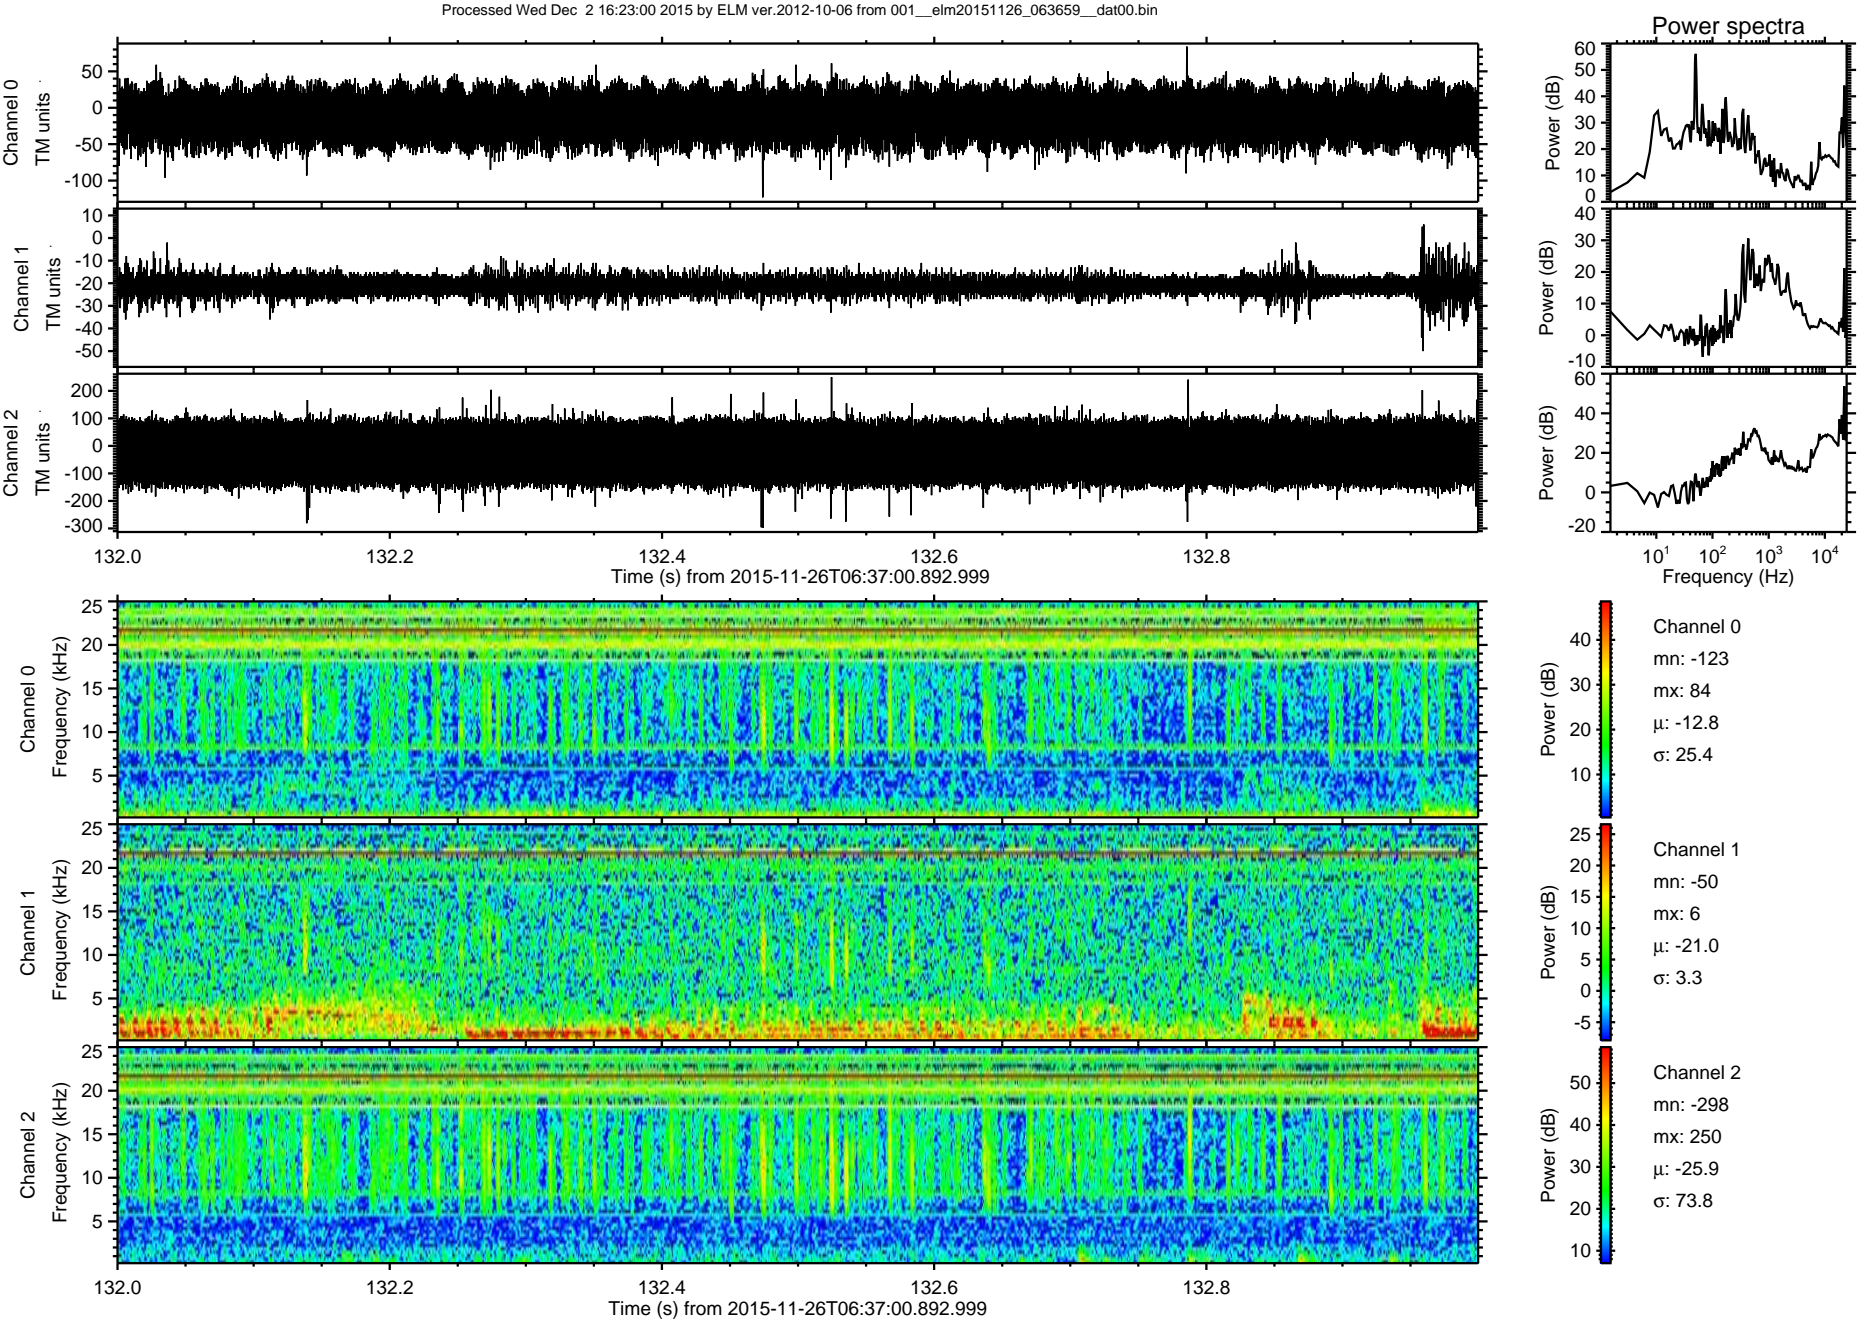 Processed Wed Dec  2 16:23:00 2015 by ELM ver.2012-10-06 from 001__elm20151126_063659__dat00.bin
Power spectra
Channel 0
TM units
50
0
-50
-100
Power (dB)
60
50
40
30
20
10
0
Channel 1
TM units
10
0
-10
-20
-30
-40
-50
Power (dB)
40
30
20
10
0
-10
Channel 2
TM units
200
100
0
-100
-200
-300
Power (dB)
60
40
20
0
-20
132.0 132.2 132.4 132.6 132.8
Time (s) from 2015-11-26T06:37:00.892.999
10^1 10^2 10^3 10^4
Frequency (Hz)
Channel 0
Frequency (kHz)
25
20
15
10
5
Power (dB)
40
30
20
10
Channel 0
mn: -123
mx: 84
μ: -12.8
σ: 25.4
Channel 1
Frequency (kHz)
25
20
15
10
5
Power (dB)
25
20
15
10
5
0
-5
Channel 1
mn: -50
mx: 6
μ: -21.0
σ: 3.3
Channel 2
Frequency (kHz)
25
20
15
10
5
Power (dB)
50
40
30
20
10
Channel 2
mn: -298
mx: 250
μ: -25.9
σ: 73.8
132.0 132.2 132.4 132.6 132.8
Time (s) from 2015-11-26T06:37:00.892.999